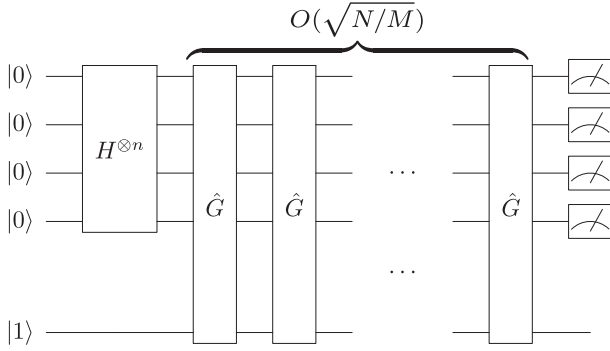 O(√N/M)
|0⟩
|0⟩
H⊗n
|0⟩ ...
|0⟩ Ĝ Ĝ Ĝ
...
|1⟩